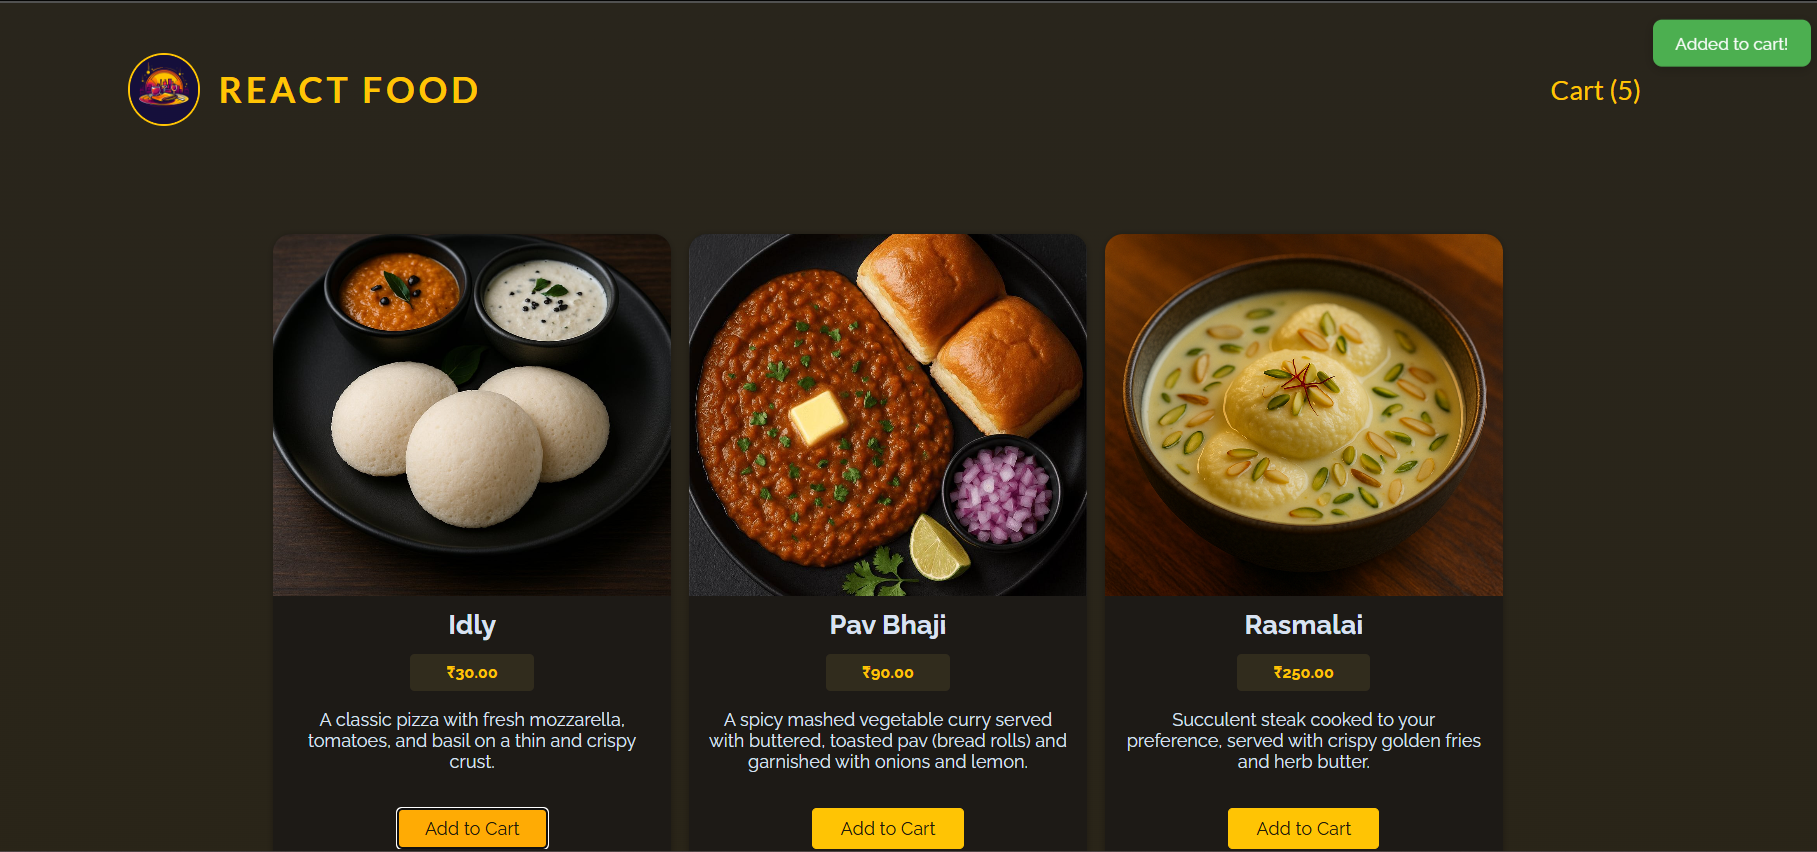 Added to cart!
REACT FOOD
Cart (5)
Idly
₹30.00
A classic pizza with fresh mozzarella,
tomatoes, and basil on a thin and crispy
crust.
Add to Cart
Pav Bhaji
₹90.00
A spicy mashed vegetable curry served
with buttered, toasted pav (bread rolls) and
garnished with onions and lemon.
Add to Cart
Rasmalai
₹250.00
Succulent steak cooked to your
preference, served with crispy golden fries
and herb butter.
Add to Cart